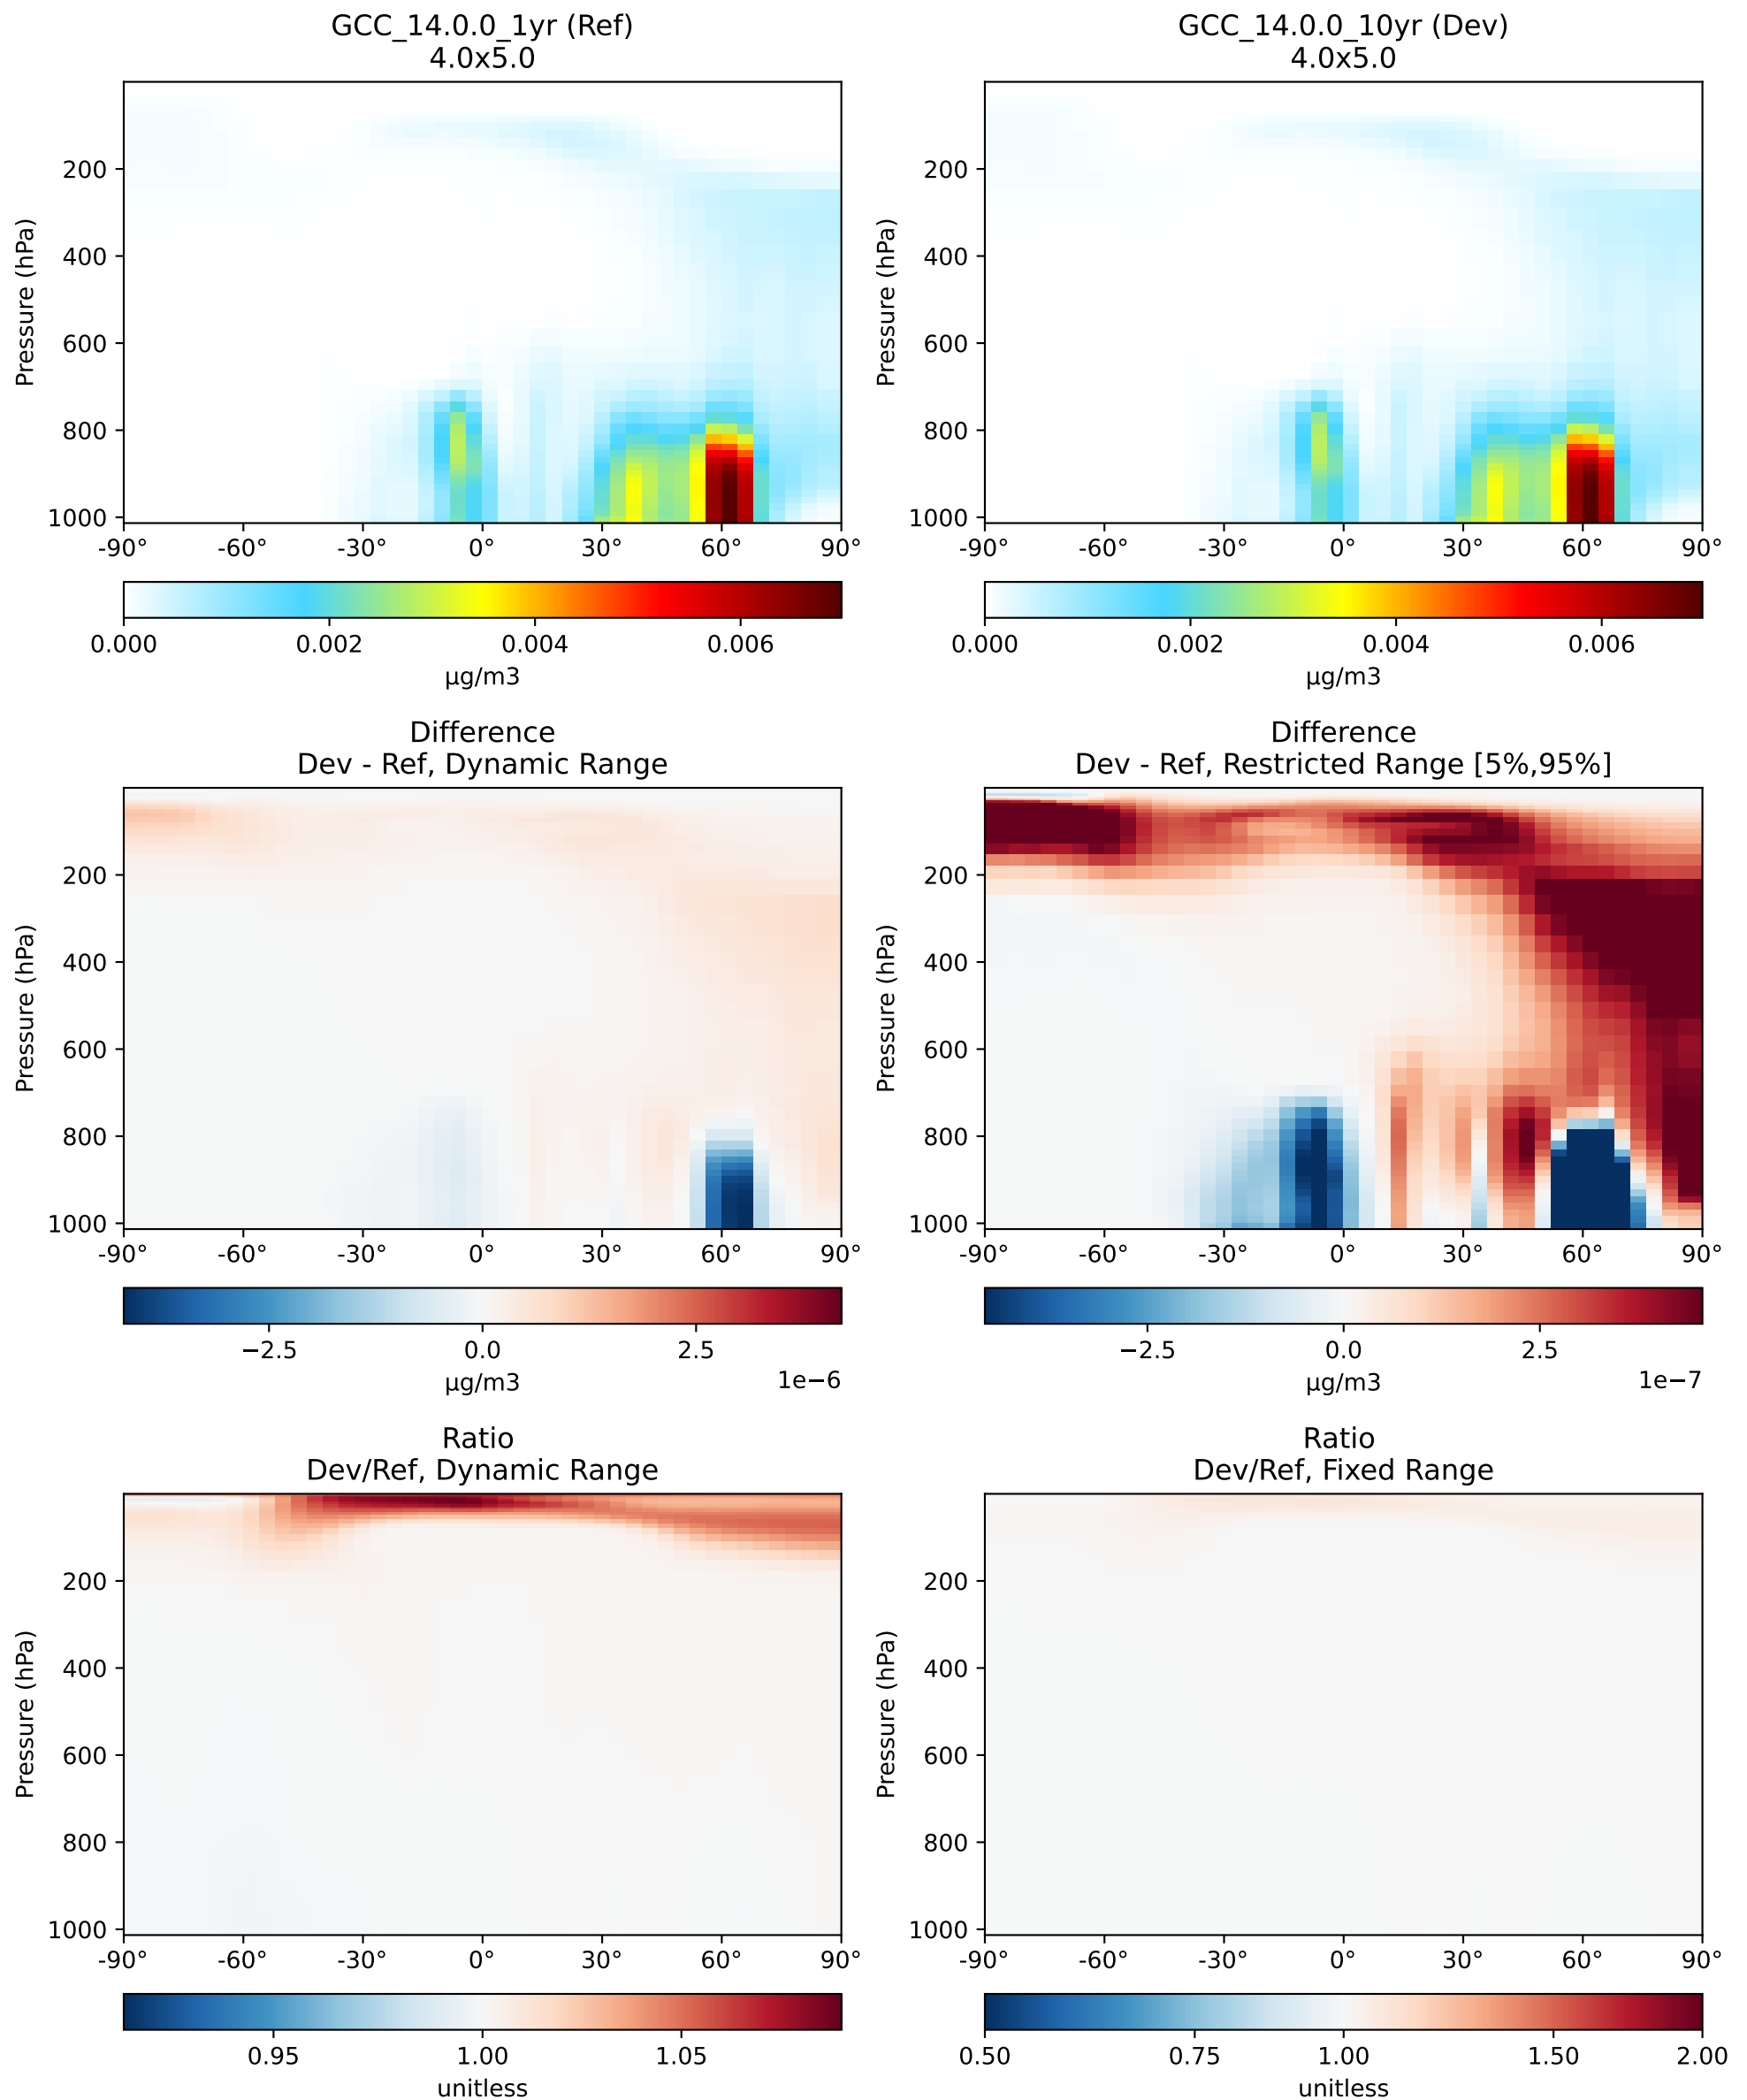 GCC_14.0.0_1yr (Ref)
4.0x5.0
Pressure (hPa)
200
400
600
800
1000
-90° -60° -30° 0° 30° 60° 90°
0.000 0.002 0.004 0.006
µg/m3
GCC_14.0.0_10yr (Dev)
4.0x5.0
Pressure (hPa)
200
400
600
800
1000
-90° -60° -30° 0° 30° 60° 90°
0.000 0.002 0.004 0.006
µg/m3
Difference
Dev - Ref, Dynamic Range
Pressure (hPa)
200
400
600
800
1000
-90° -60° -30° 0° 30° 60° 90°
−2.5 0.0 2.5
µg/m3 1e−6
Difference
Dev - Ref, Restricted Range [5%,95%]
Pressure (hPa)
200
400
600
800
1000
-90° -60° -30° 0° 30° 60° 90°
−2.5 0.0 2.5
µg/m3 1e−7
Ratio
Dev/Ref, Dynamic Range
Pressure (hPa)
200
400
600
800
1000
-90° -60° -30° 0° 30° 60° 90°
0.95 1.00 1.05
unitless
Ratio
Dev/Ref, Fixed Range
Pressure (hPa)
200
400
600
800
1000
-90° -60° -30° 0° 30° 60° 90°
0.50 0.75 1.00 1.50 2.00
unitless